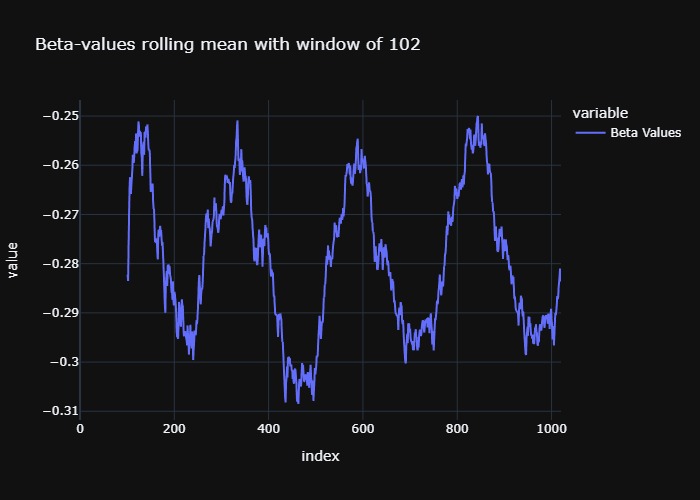 Beta-values rolling mean with window of 102
variable
Beta Values
−0.25
−0.26
−0.27
−0.28
−0.29
−0.3
−0.31
value
0
200
400
600
800
1000
index